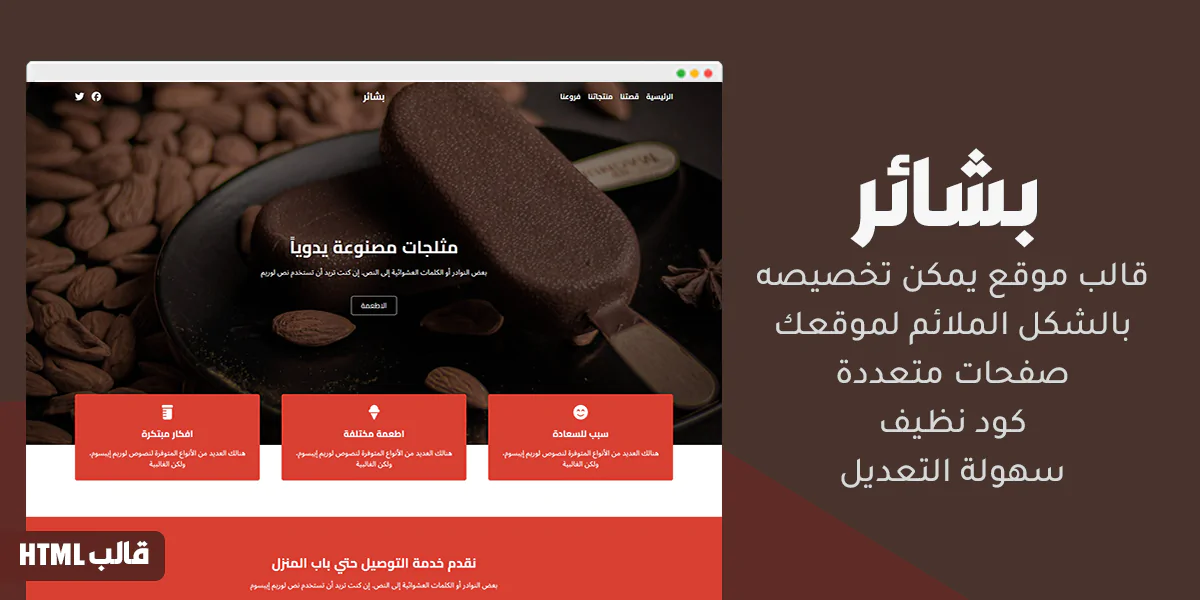 بشائر
قالب موقع يمكن تخصيصه
بالشكل الملائم لموقعك
صفحات متعددة
كود نظيف
سهولة التعديل
الرئيسية قصتنا منتجاتنا فروعنا
بشائر
مثلجات مصنوعة يدوياً
بعض النوادر أو الكلمات العشوائية إلى النص. إن كنت تريد أن تستخدم نص لوريم
الاطعمة
سبب للسعادة
هنالك العديد من الأنواع المتوفرة لنصوص لوريم إيبسوم،
ولكن الغالبية
اطعمة مختلفة
هنالك العديد من الأنواع المتوفرة لنصوص لوريم إيبسوم،
ولكن الغالبية
افكار مبتكرة
هنالك العديد من الأنواع المتوفرة لنصوص لوريم إيبسوم،
ولكن الغالبية
نقدم خدمة التوصيل حتي باب المنزل
بعض النوادر أو الكلمات العشوائية إلى النص. إن كنت تريد أن تستخدم نص لوريم إيبسوم
قالب HTML